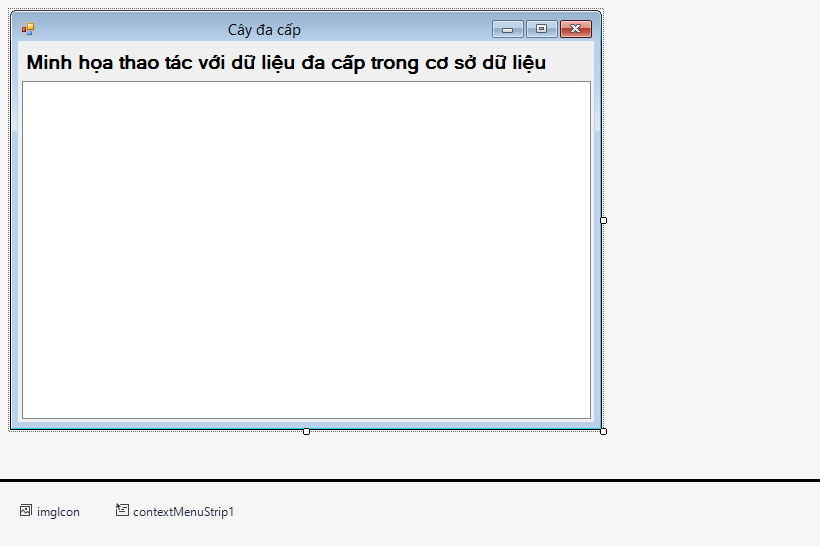 Cây đa cấp
Minh họa thao tác với dữ liệu đa cấp trong cơ sở dữ liệu
imgIcon
contextMenuStrip1